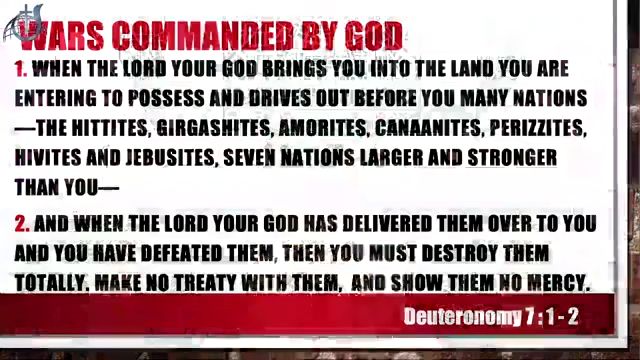 WARS COMMANDED BY GOD
1. WHEN THE LORD YOUR GOD BRINGS YOU INTO THE LAND YOU ARE
ENTERING TO POSSESS AND DRIVES OUT BEFORE YOU MANY NATIONS
—THE HITTITES, GIRGASHITES, AMORITES, CANAANITES, PERIZZITES,
HIVITES AND JEBUSITES, SEVEN NATIONS LARGER AND STRONGER
THAN YOU—
2. AND WHEN THE LORD YOUR GOD HAS DELIVERED THEM OVER TO YOU
AND YOU HAVE DEFEATED THEM, THEN YOU MUST DESTROY THEM
TOTALLY. MAKE NO TREATY WITH THEM, AND SHOW THEM NO MERCY.
Deuteronomy 7 : 1 - 2